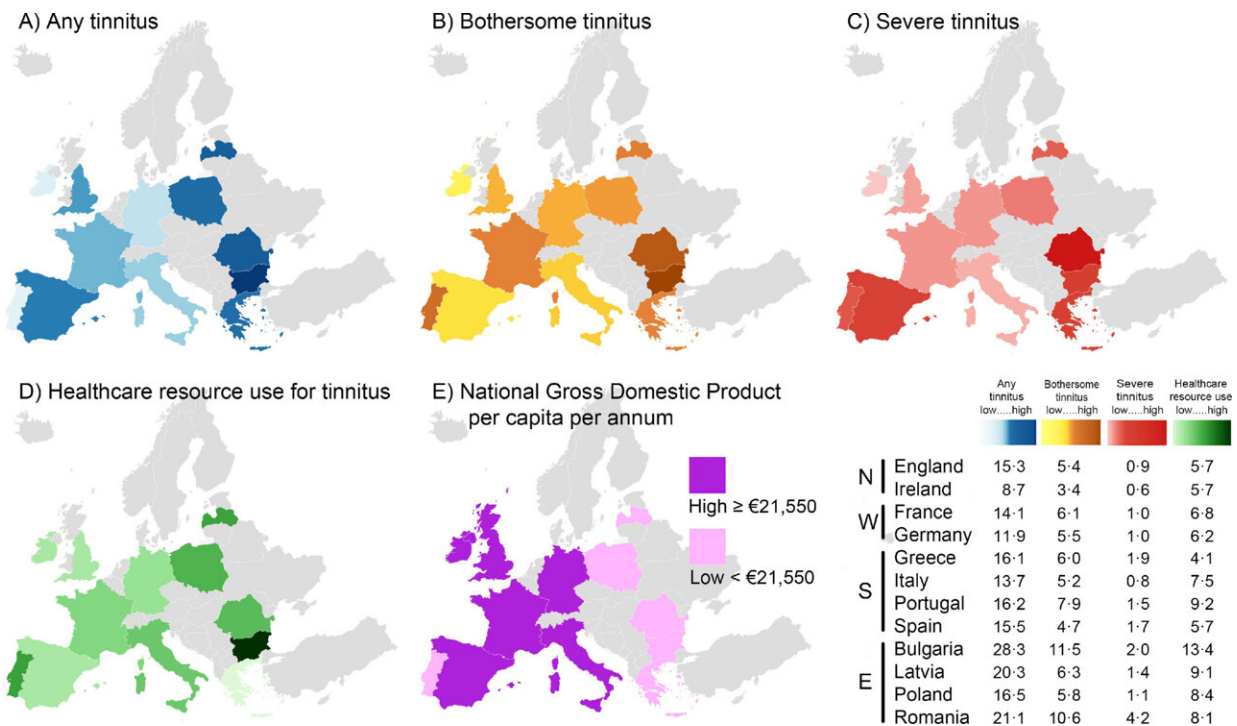 A) Any tinnitus
B) Bothersome tinnitus
C) Severe tinnitus
D) Healthcare resource use for tinnitus
E) National Gross Domestic Product
per capita per annum
High ≥ €21,550
Low < €21,550
Any tinnitus low.....high
Bothersome tinnitus low.....high
Severe tinnitus low.....high
Healthcare resource use low.....high
N
England 15·3 5·4 0·9 5·7
Ireland 8·7 3·4 0·6 5·7
W
France 14·1 6·1 1·0 6·8
Germany 11·9 5·5 1·0 6·2
S
Greece 16·1 6·0 1·9 4·1
Italy 13·7 5·2 0·8 7·5
Portugal 16·2 7·9 1·5 9·2
Spain 15·5 4·7 1·7 5·7
E
Bulgaria 28·3 11·5 2·0 13·4
Latvia 20·3 6·3 1·4 9·1
Poland 16·5 5·8 1·1 8·4
Romania 21·1 10·6 4·2 8·1